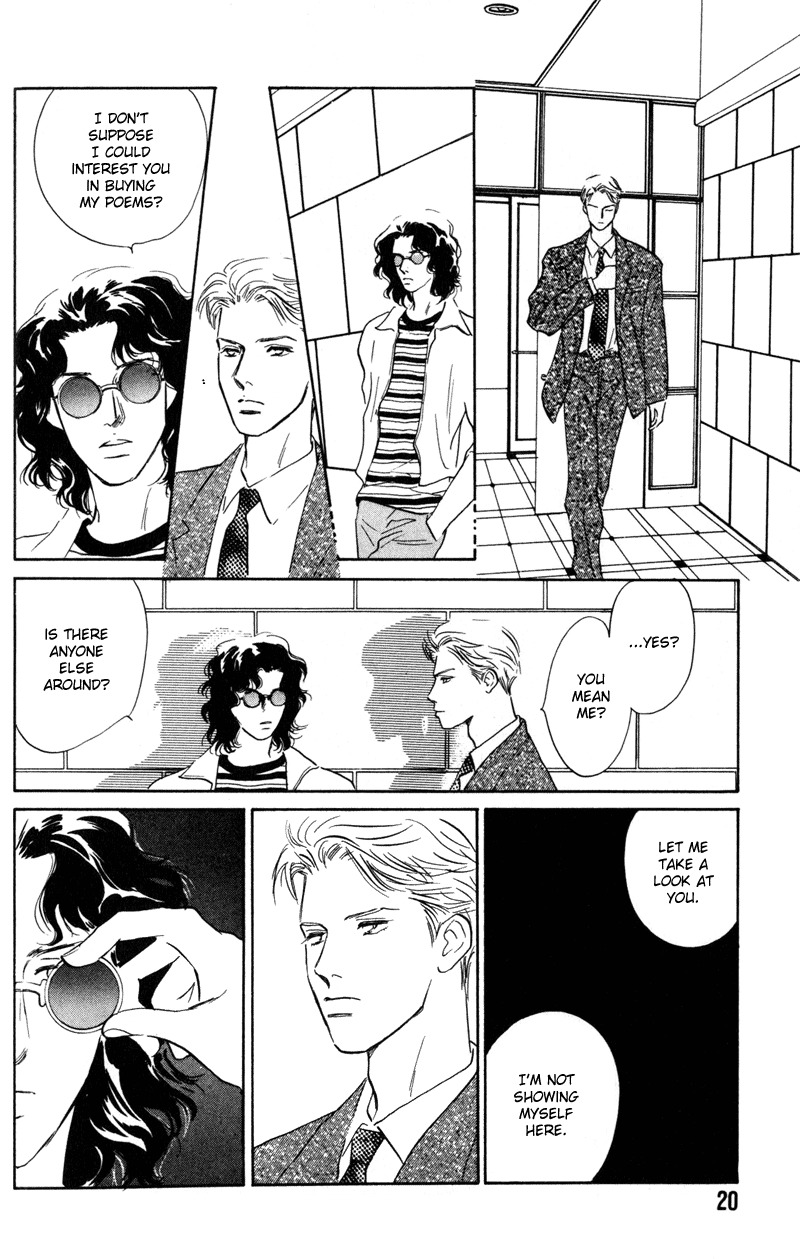 I DON'T
SUPPOSE
I COULD
INTEREST YOU
IN BUYING
MY POEMS?
...YES?
YOU
MEAN
ME?
IS THERE
ANYONE
ELSE
AROUND?
LET ME
TAKE A
LOOK AT
YOU.
I'M NOT
SHOWING
MYSELF
HERE.
20